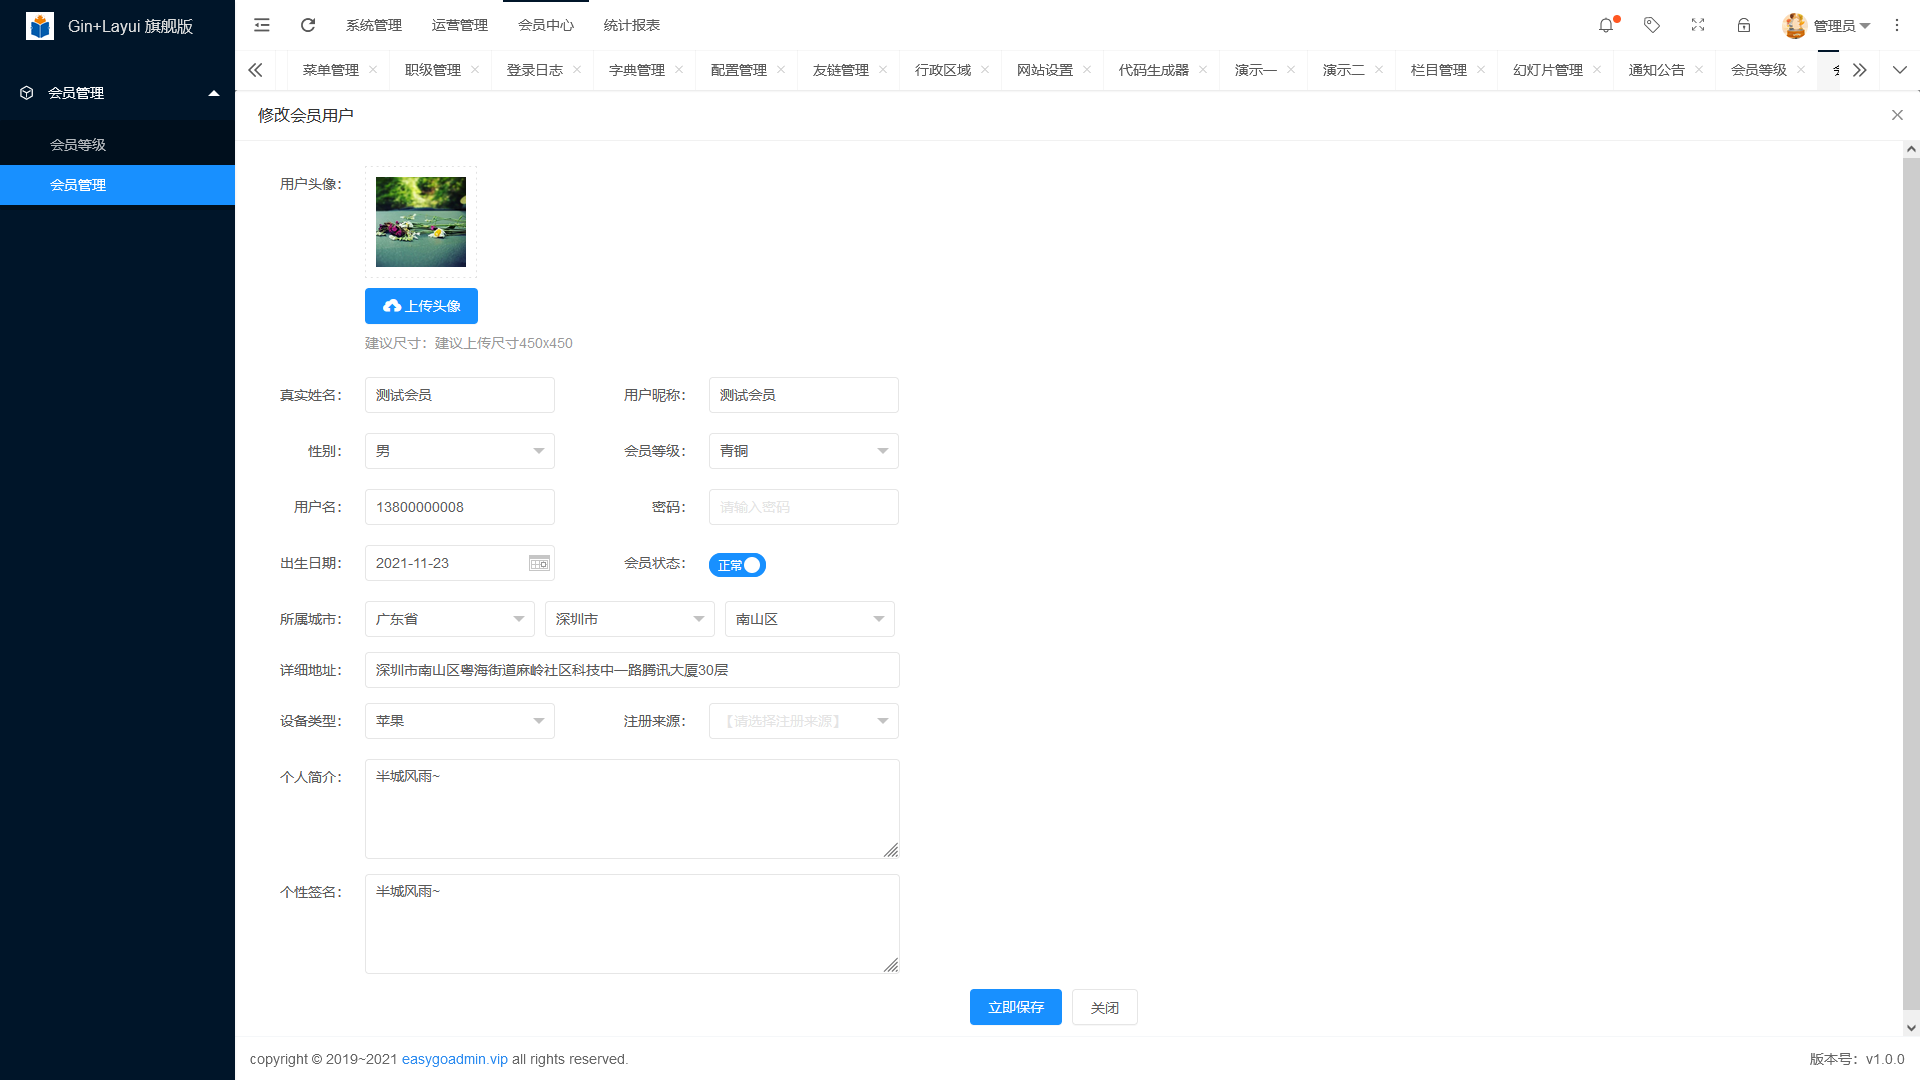 Gin+Layui 旗舰版
系统管理 运营管理 会员中心 统计报表 管理员
菜单管理 职级管理 登录日志 字典管理 配置管理 友链管理 行政区域 网站设置 代码生成器 演示一 演示二 栏目管理 幻灯片管理 通知公告 会员等级
会员管理
会员等级
会员管理
修改会员用户
用户头像：
上传头像
建议尺寸：建议上传尺寸450x450
真实姓名： 测试会员 用户昵称： 测试会员
性别： 男 会员等级： 青铜
用户名： 13800000008 密码： 请输入密码
出生日期： 2021-11-23 会员状态： 正常
所属城市： 广东省 深圳市 南山区
详细地址： 深圳市南山区粤海街道麻岭社区科技中一路腾讯大厦30层
设备类型： 苹果 注册来源： 【请选择注册来源】
个人简介： 半城风雨~
个性签名： 半城风雨~
立即保存 关闭
copyright © 2019~2021 easygoadmin.vip all rights reserved. 版本号：v1.0.0